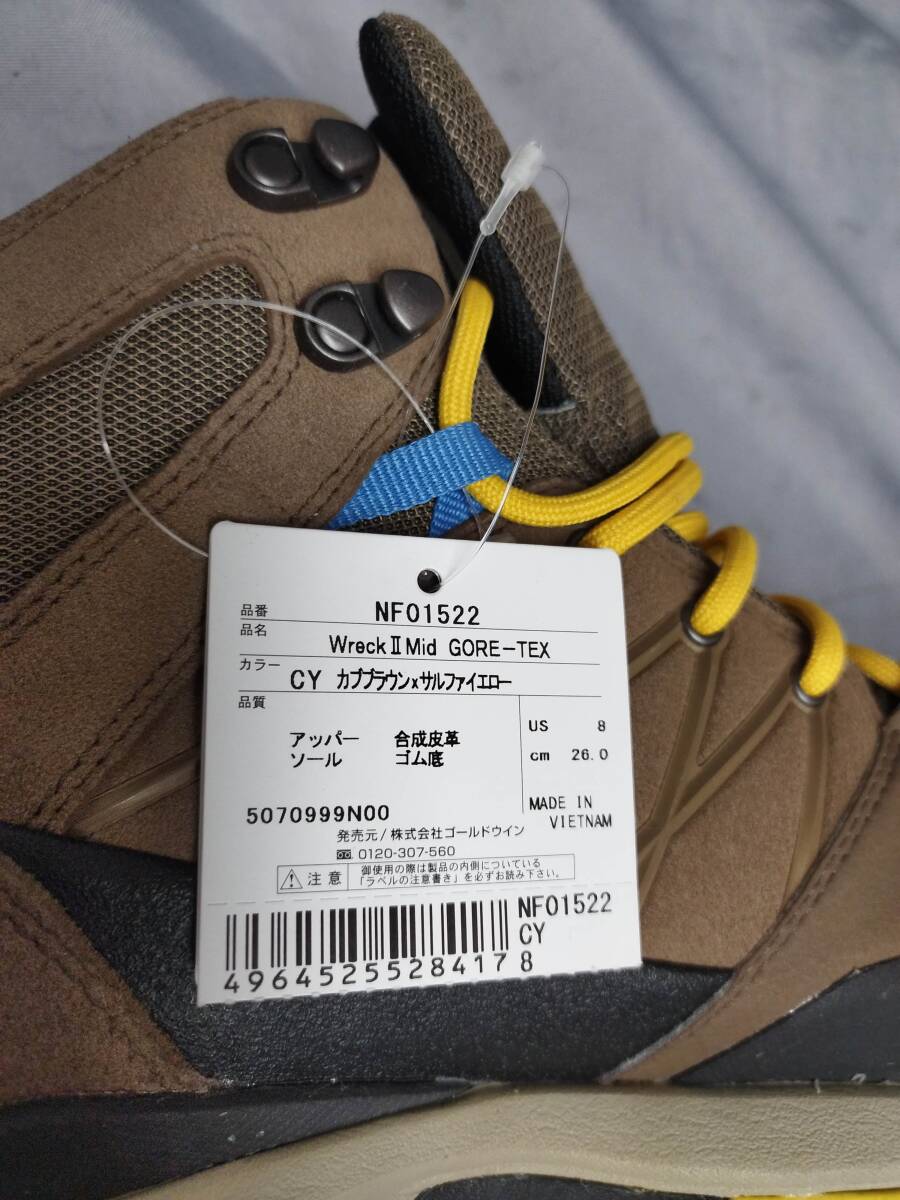 品番 NF01522
品名 WreckⅡMid GORE-TEX
カラー CY カブブラウン×サルファイエロー
品質
アッパー 合成皮革
ソール ゴム底
US 8
cm 26.0
5070999N00
MADE IN
VIETNAM
発売元/株式会社ゴールドウイン
0120-307-560
注意
御使用の際は製品の内側についている
「ラベルの注意書き」を必ずお読み下さい。
NF01522
CY
8
4964525528417